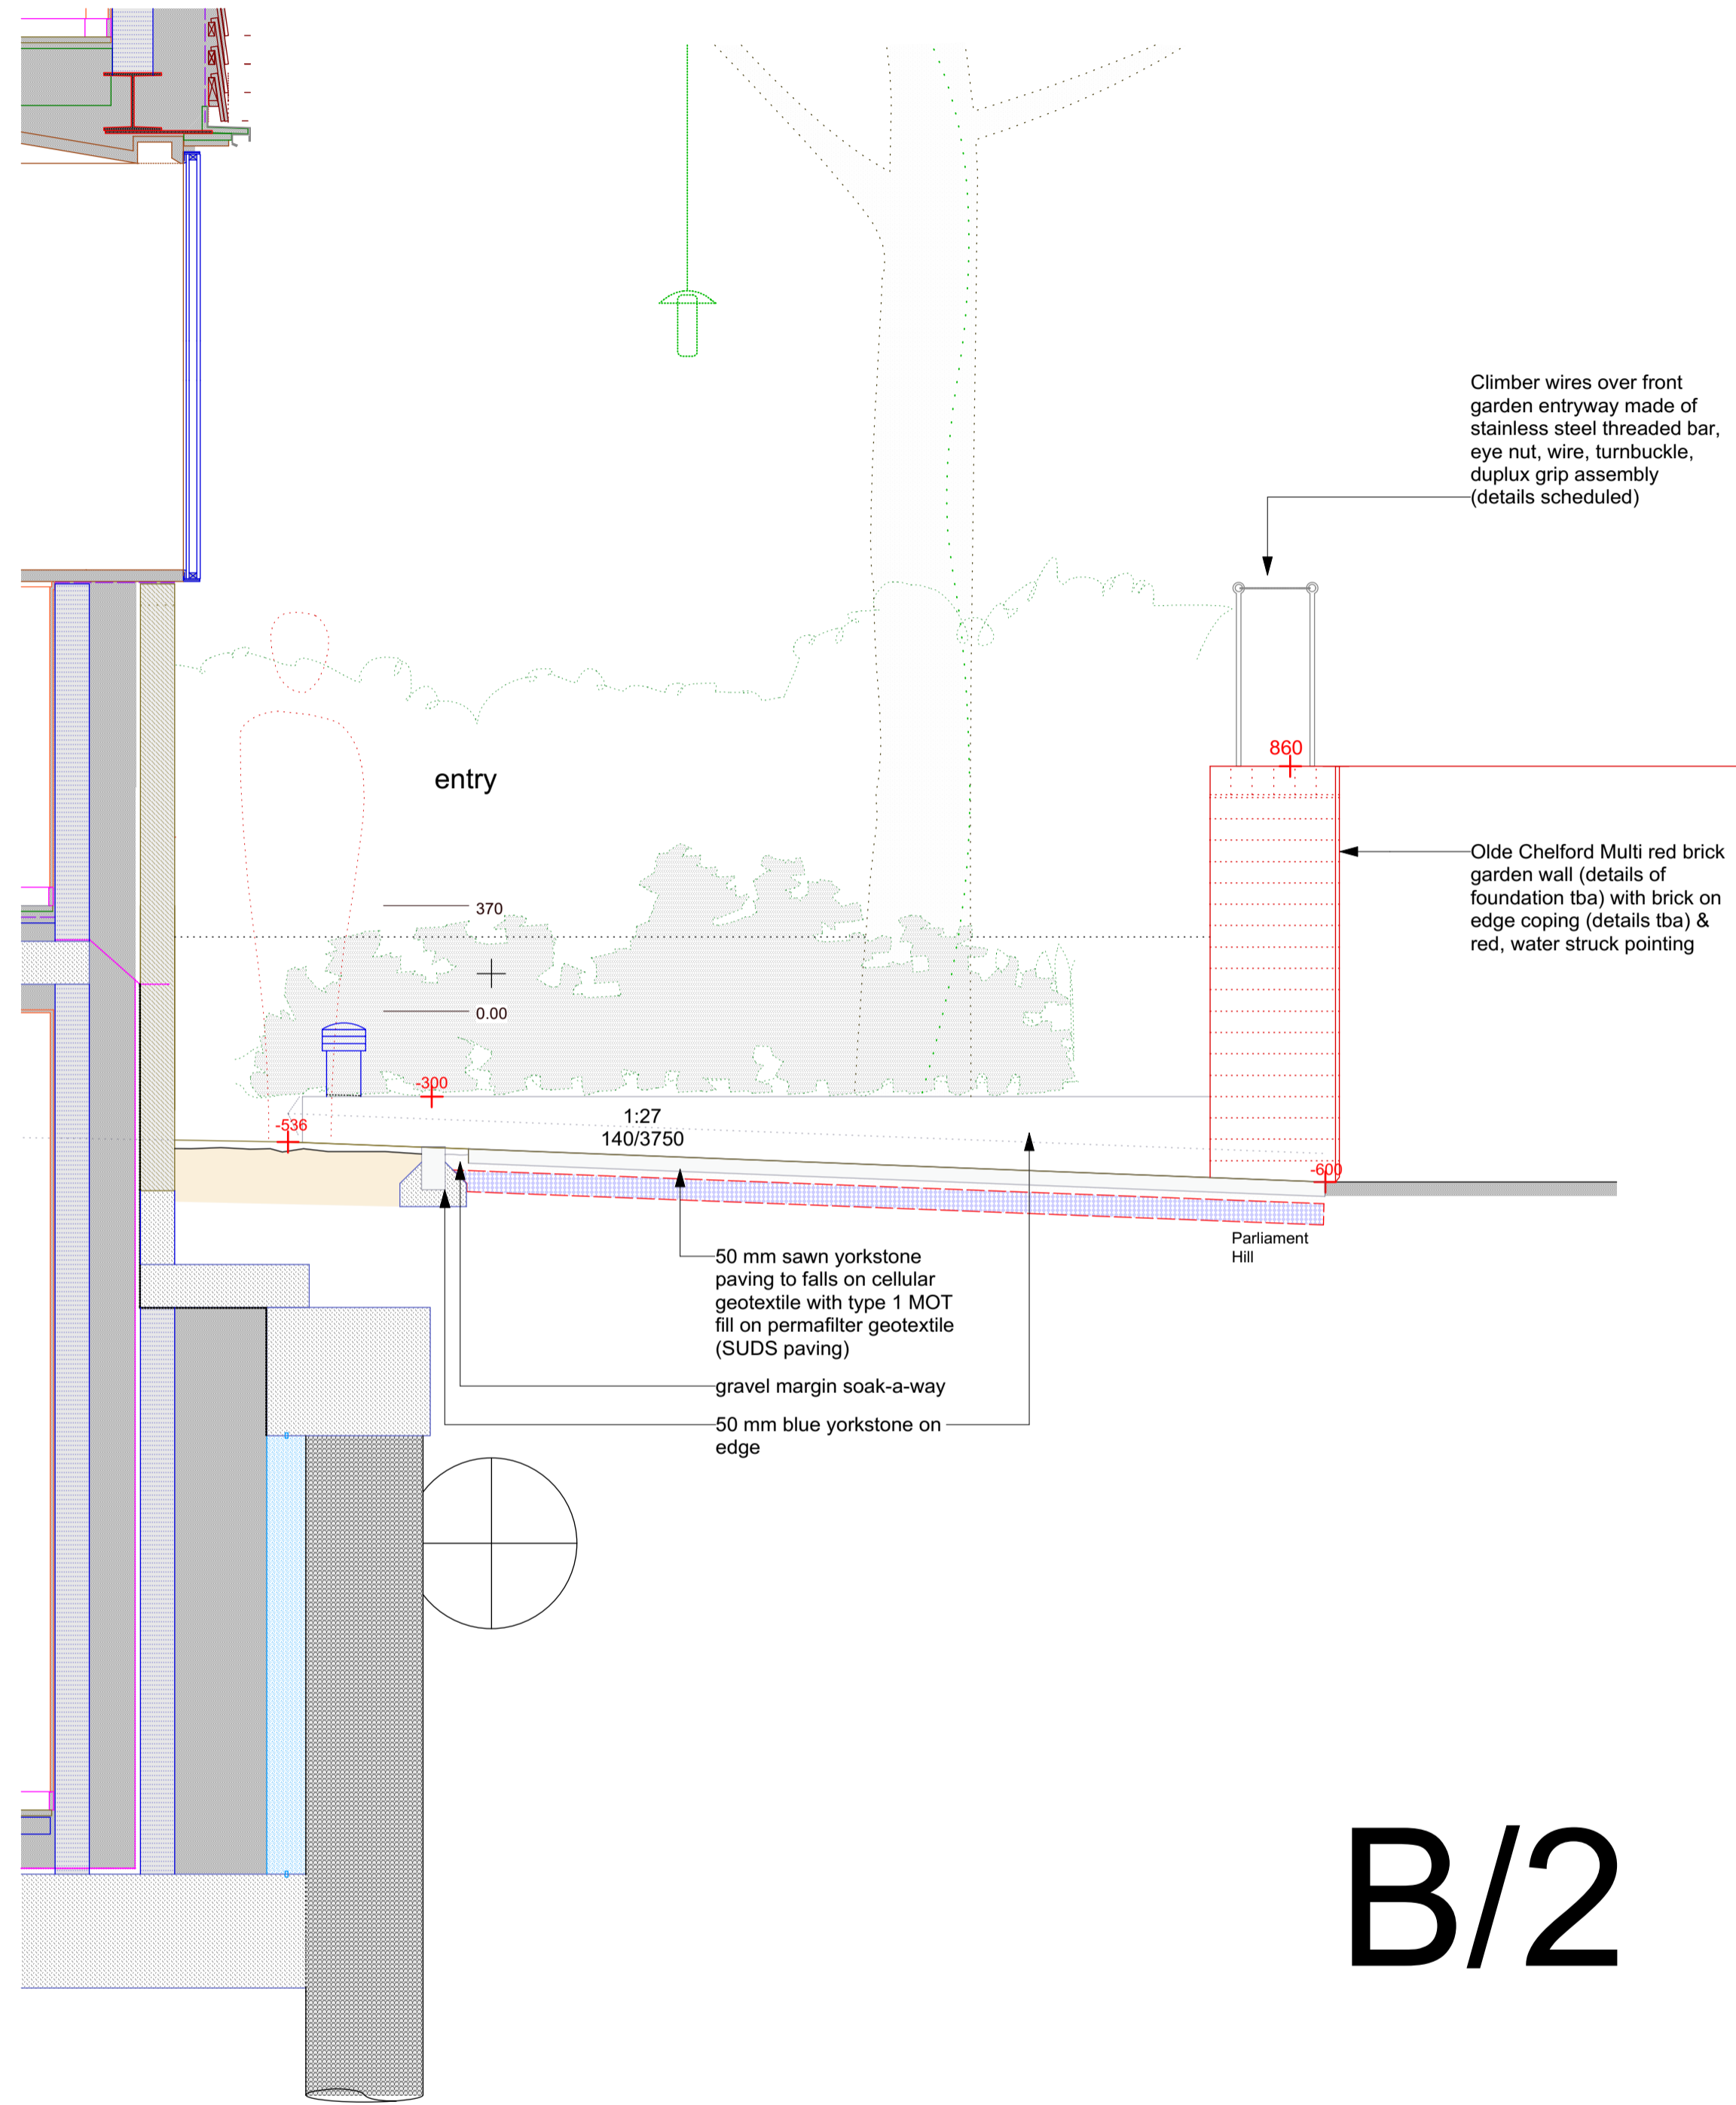 Climber wires over front
garden entryway made of
stainless steel threaded bar,
eye nut, wire, turnbuckle,
duplux grip assembly
(details scheduled)
860
entry
Olde Chelford Multi red brick
garden wall (details of
foundation tba) with brick on
edge coping (details tba) &
red, water struck pointing
370
0.00
-300
-536
1:27
140/3750
-600
Parliament
Hill
50 mm sawn yorkstone
paving to falls on cellular
geotextile with type 1 MOT
fill on permafilter geotextile
(SUDS paving)
gravel margin soak-a-way
50 mm blue yorkstone on
edge
B/2